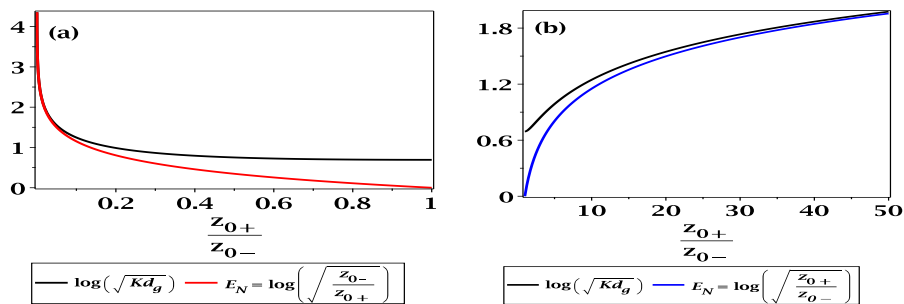 (a)
4
3
2
1
0
0.2 0.4 0.6 0.8 1
z0+
z0−
log(√Kdg) EN = log(√(z0−/z0+))
(b)
1.8
1.2
0.6
0
10 20 30 40 50
z0+
z0−
log(√Kdg) EN = log(√(z0+/z0−))